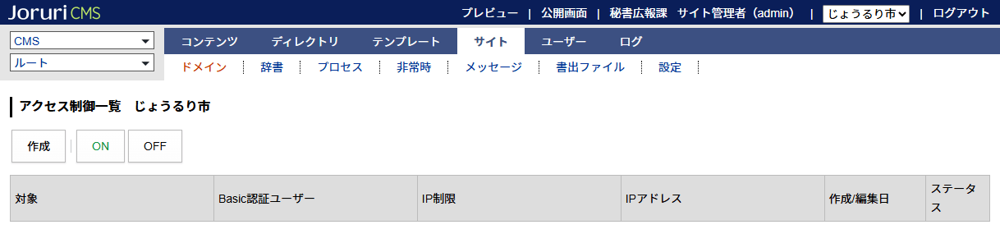 Joruri CMS プレビュー | 公開画面 | 秘書広報課 サイト管理者（admin） | じょうるり市 | ログアウト
CMS
コンテンツ ディレクトリ テンプレート サイト ユーザー ログ
ルート
ドメイン 辞書 プロセス 非常時 メッセージ 書出ファイル 設定
アクセス制御一覧 じょうるり市
作成 ON OFF
対象 Basic認証ユーザー IP制限 IPアドレス 作成/編集日 ステータス